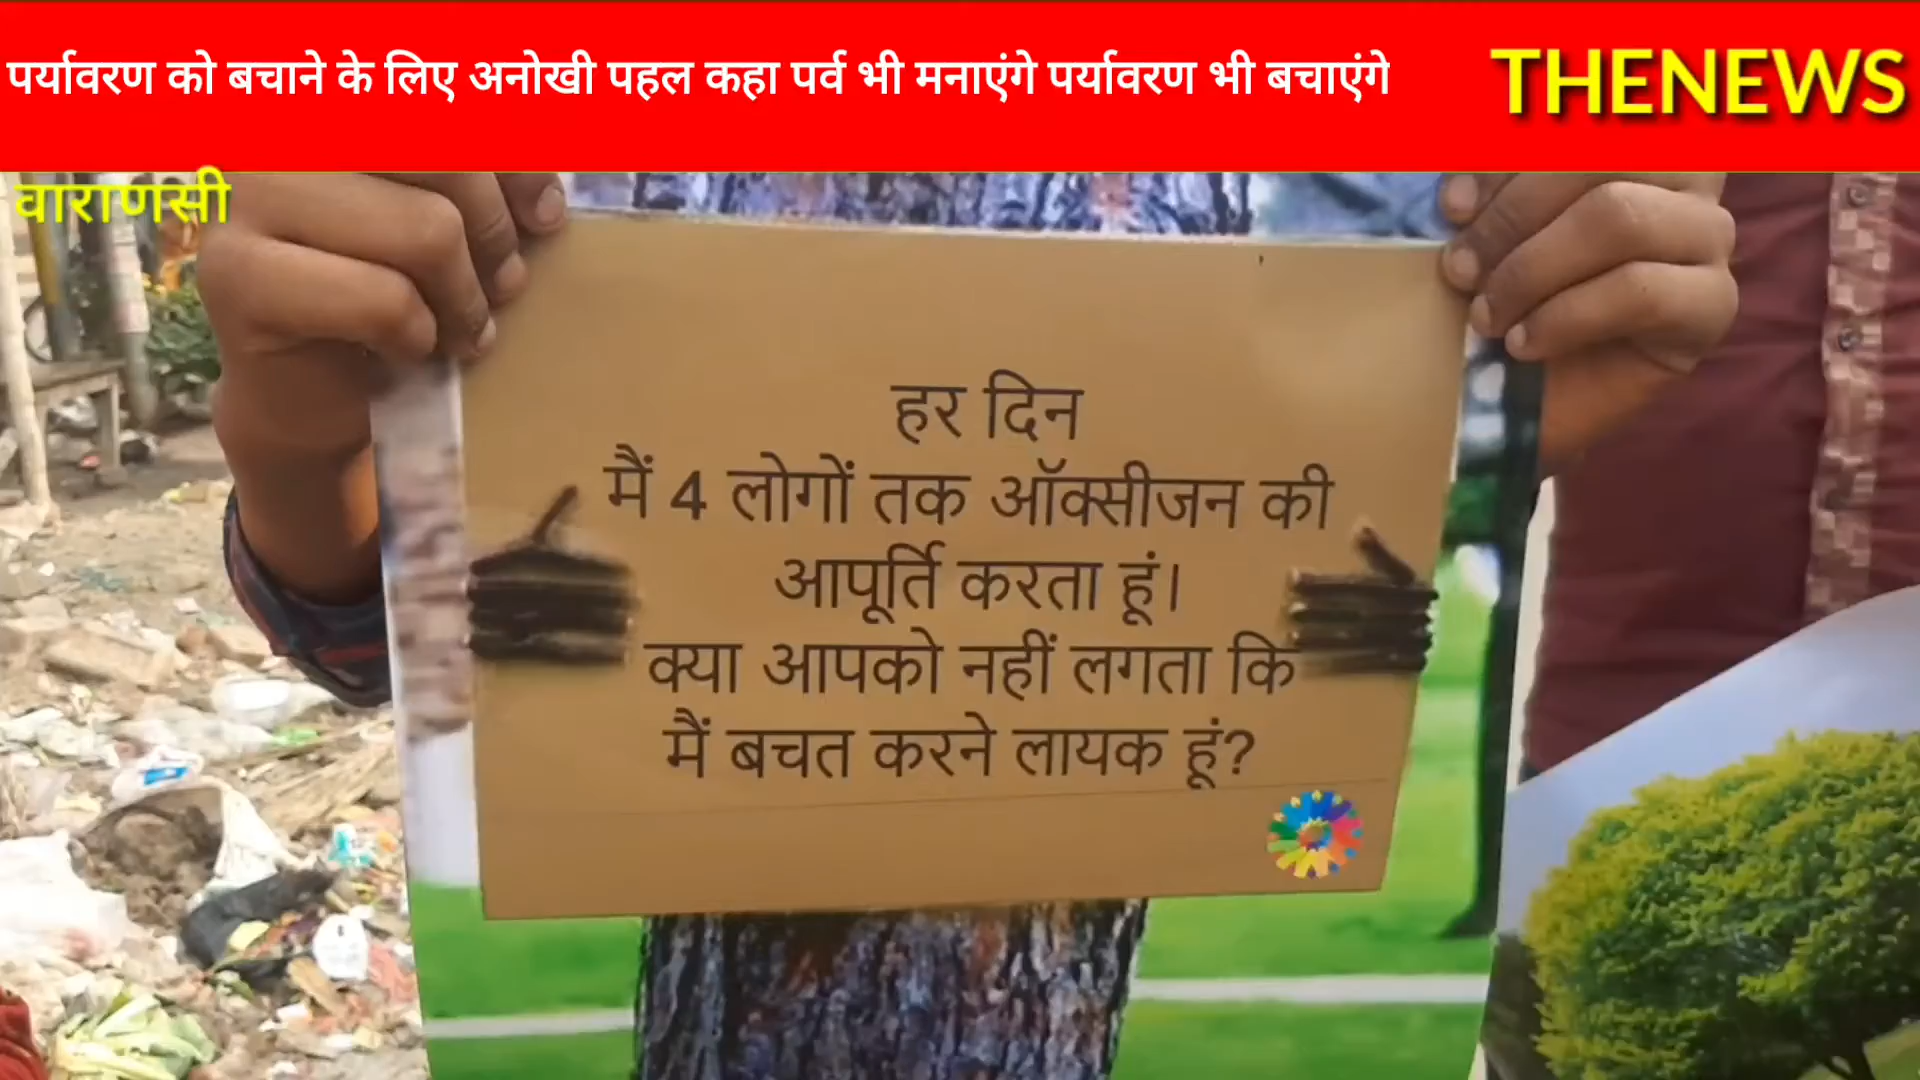 पर्यावरण को बचाने के लिए अनोखी पहल कहा पर्व भी मनाएंगे पर्यावरण भी बचाएंगे
THENEWS
वाराणसी
हर दिन
मैं 4 लोगों तक ऑक्सीजन की
आपूर्ति करता हूं।
क्या आपको नहीं लगता कि
मैं बचत करने लायक हूं?